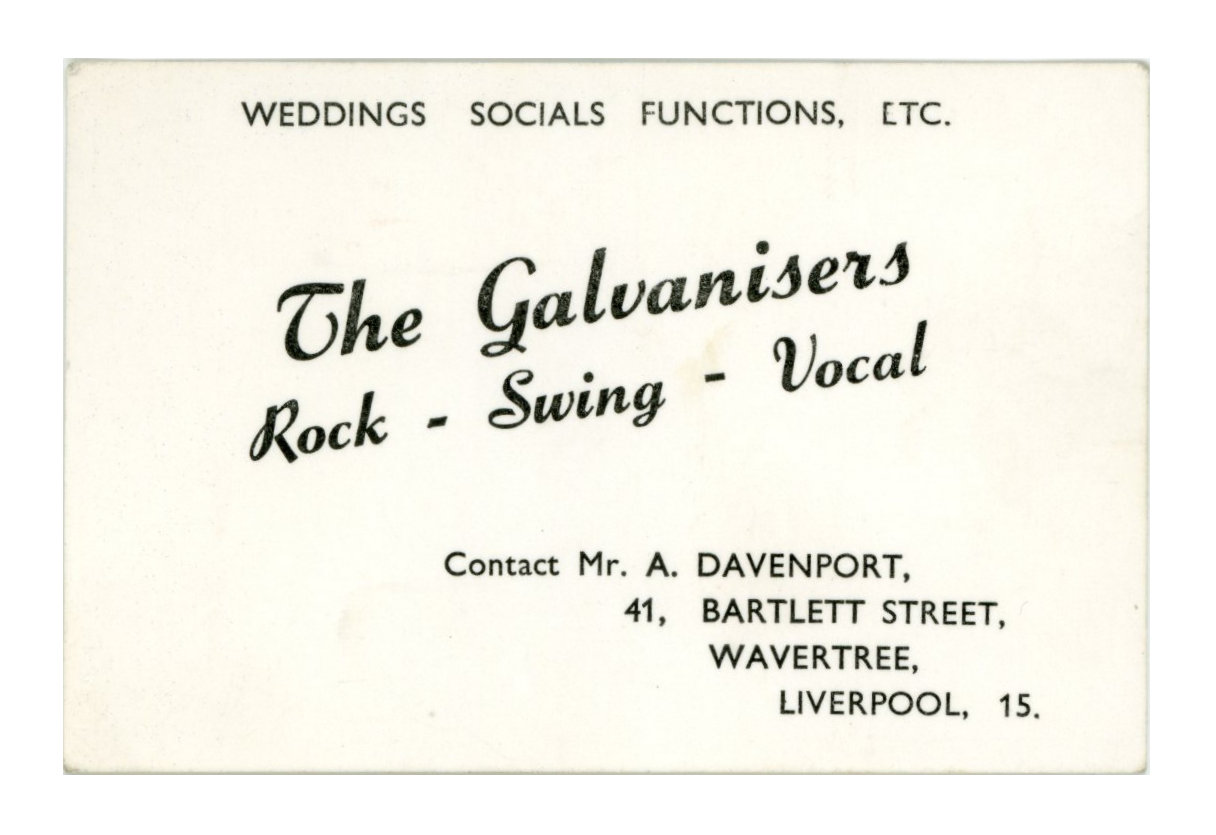 WEDDINGS SOCIALS FUNCTIONS, ETC.
The Galvanisers
Rock - Swing - Vocal
Contact Mr. A. DAVENPORT,
41, BARTLETT STREET,
WAVERTREE,
LIVERPOOL, 15.